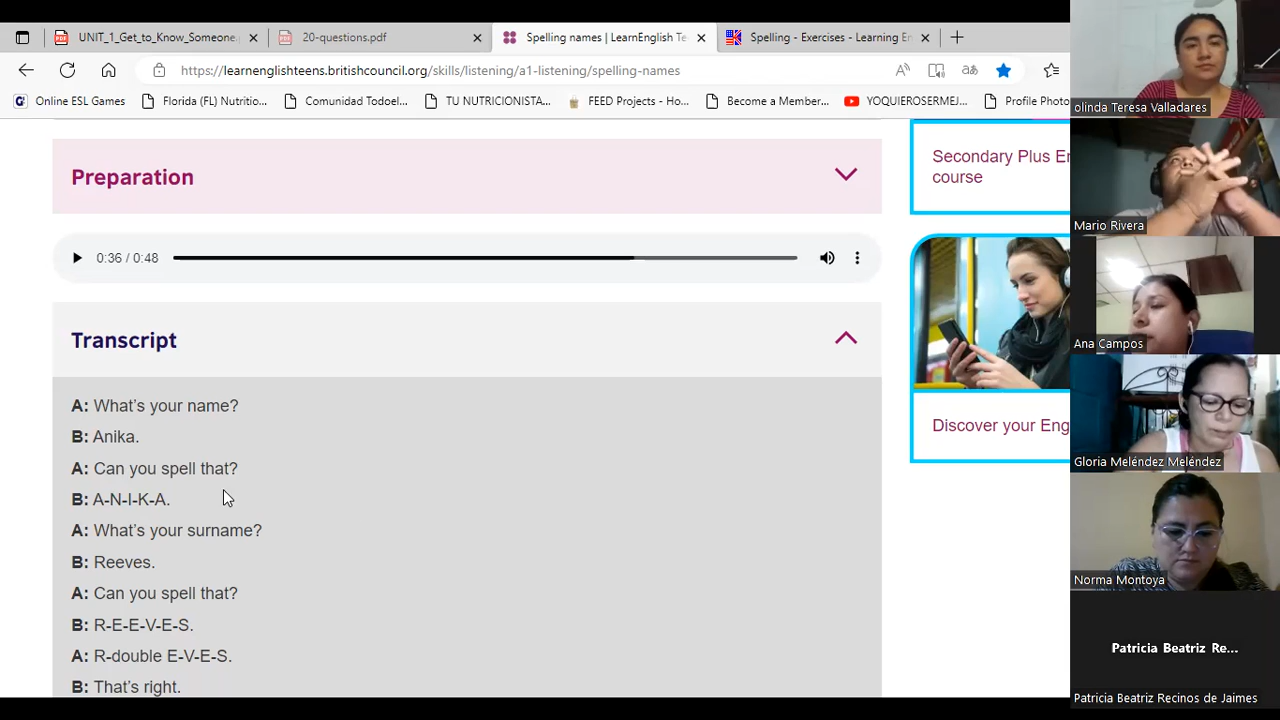 UNIT_1_Get_to_Know_Someone.
20-questions.pdf
Spelling names | LearnEnglish Te
Spelling - Exercises - Learning En
https://learnenglishteens.britishcouncil.org/skills/listening/a1-listening/spelling-names
Online ESL Games
Florida (FL) Nutritio...
Comunidad Todoel...
TU NUTRICIONISTA...
FEED Projects - Ho...
Become a Member...
YOQUIEROSERMEJ...
Profile Photo
Preparation
0:36 / 0:48
Transcript
A: What's your name?
B: Anika.
A: Can you spell that?
B: A-N-I-K-A.
A: What's your surname?
B: Reeves.
A: Can you spell that?
B: R-E-E-V-E-S.
A: R-double E-V-E-S.
B: That's right.
Secondary Plus En
course
Discover your Eng
olinda Teresa Valladares
Mario Rivera
Ana Campos
Gloria Meléndez Meléndez
Norma Montoya
Patricia Beatriz Re...
Patricia Beatriz Recinos de Jaimes